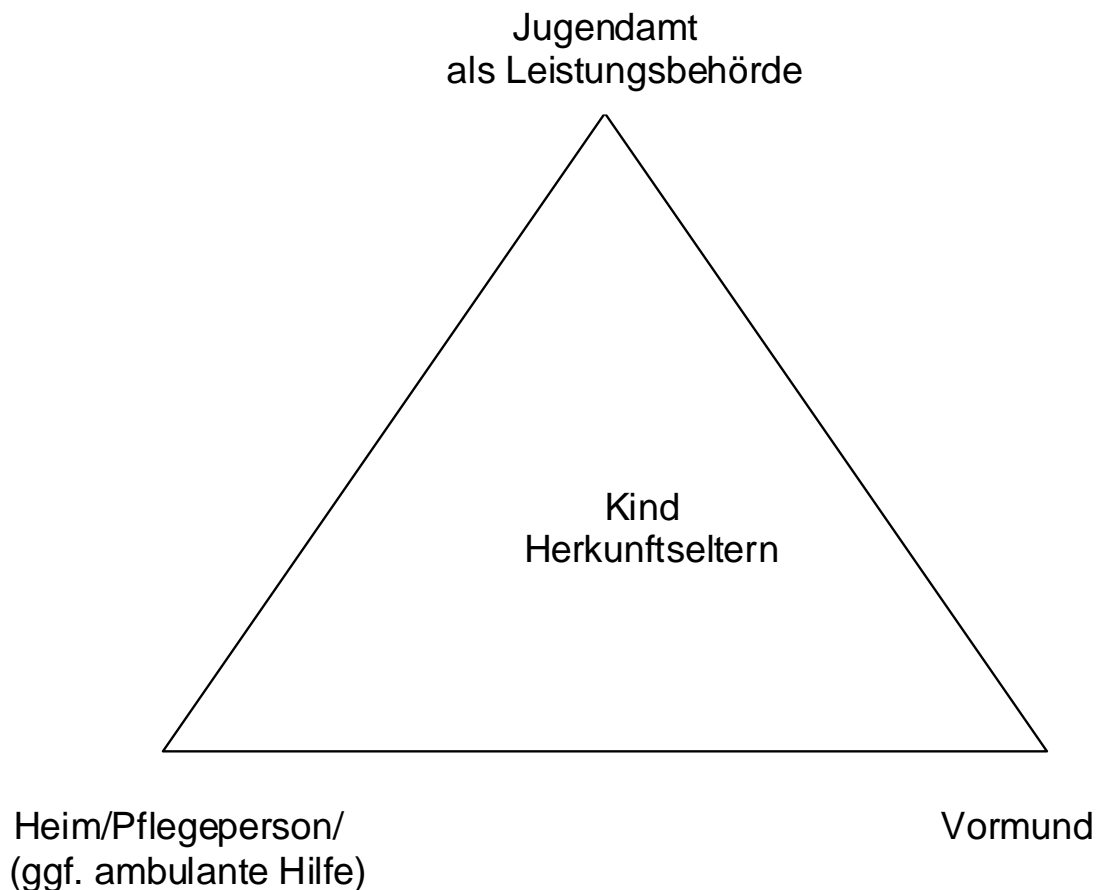 Jugendamt
als Leistungsbehörde
Kind
Herkunftseltern
Heim/Pflegeperson/
(ggf. ambulante Hilfe)
Vormund